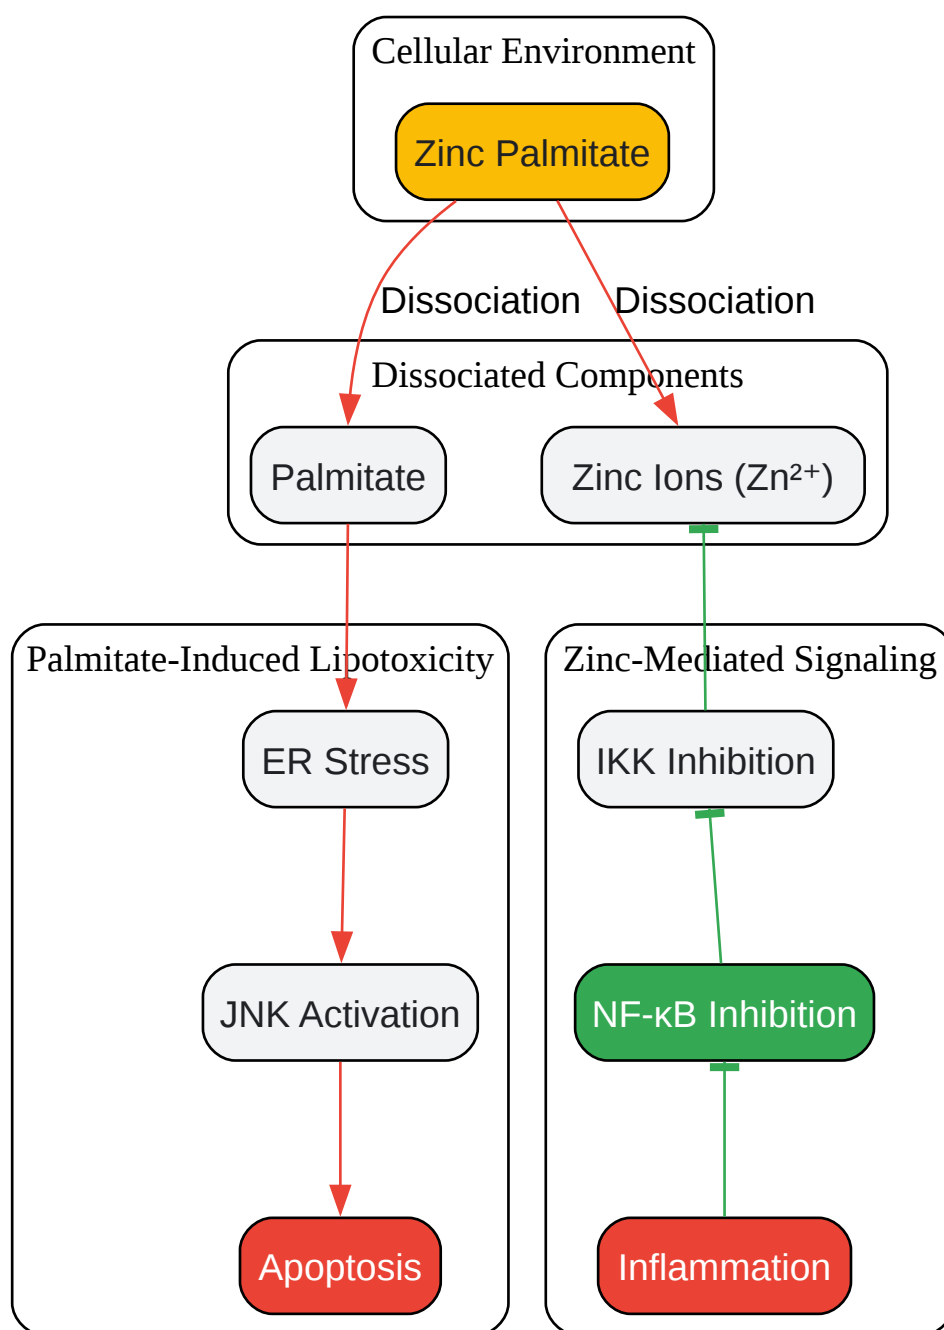 Cellular Environment
Zinc Palmitate
Dissociation
Dissociation
Dissociated Components
Palmitate
Zinc Ions (Zn²⁺)
Palmitate-Induced Lipotoxicity
Zinc-Mediated Signaling
ER Stress
IKK Inhibition
JNK Activation
NF-κB Inhibition
Apoptosis
Inflammation